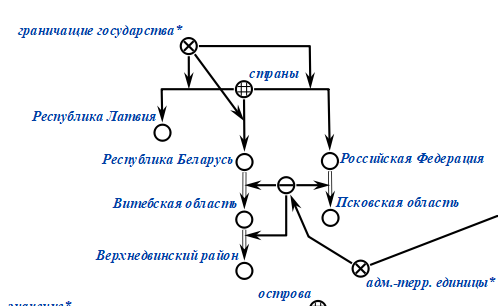 граничащие государства*
страны
Республика Латвия
Республика Беларусь
Российская Федерация
Витебская область
Псковская область
Верхнедвинский район
адм.-терр. единицы*
острова
значение*